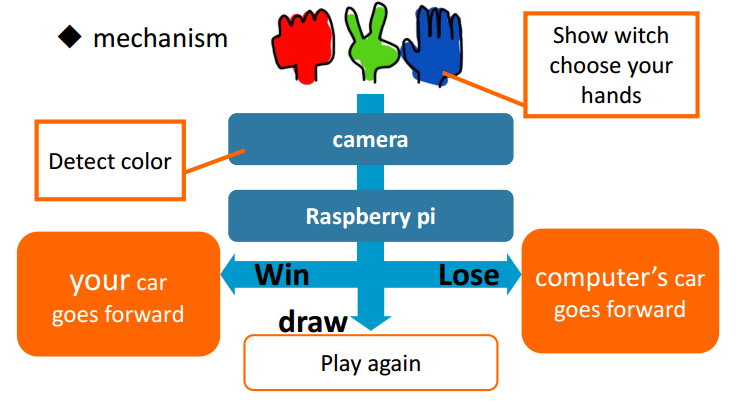 ◆ mechanism
Show witch
choose your
hands
Detect color
camera
Raspberry pi
your car
goes forward
Win
Lose
computer's car
goes forward
draw
Play again